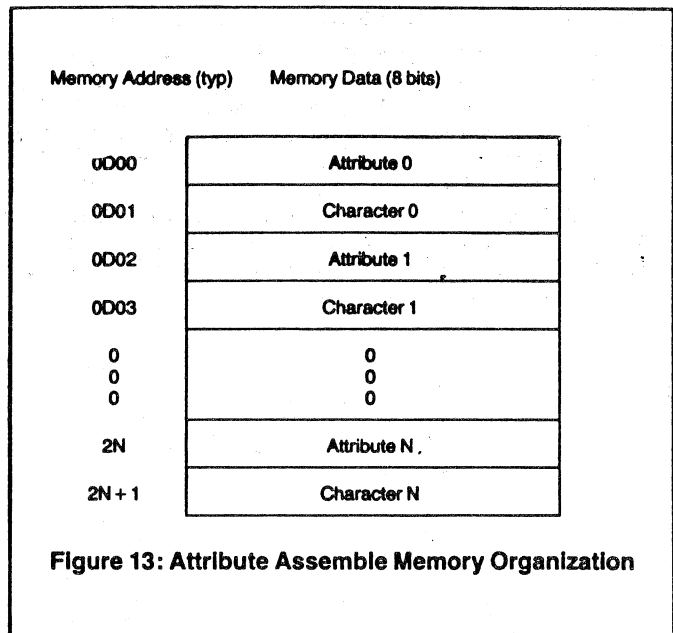 Memory Address (typ) Memory Data (8 bits)
0D00 Attribute 0
0D01 Character 0
0D02 Attribute 1
0D03 Character 1
0 0
0 0
0 0
2N Attribute N
2N + 1 Character N
Figure 13: Attribute Assemble Memory Organization